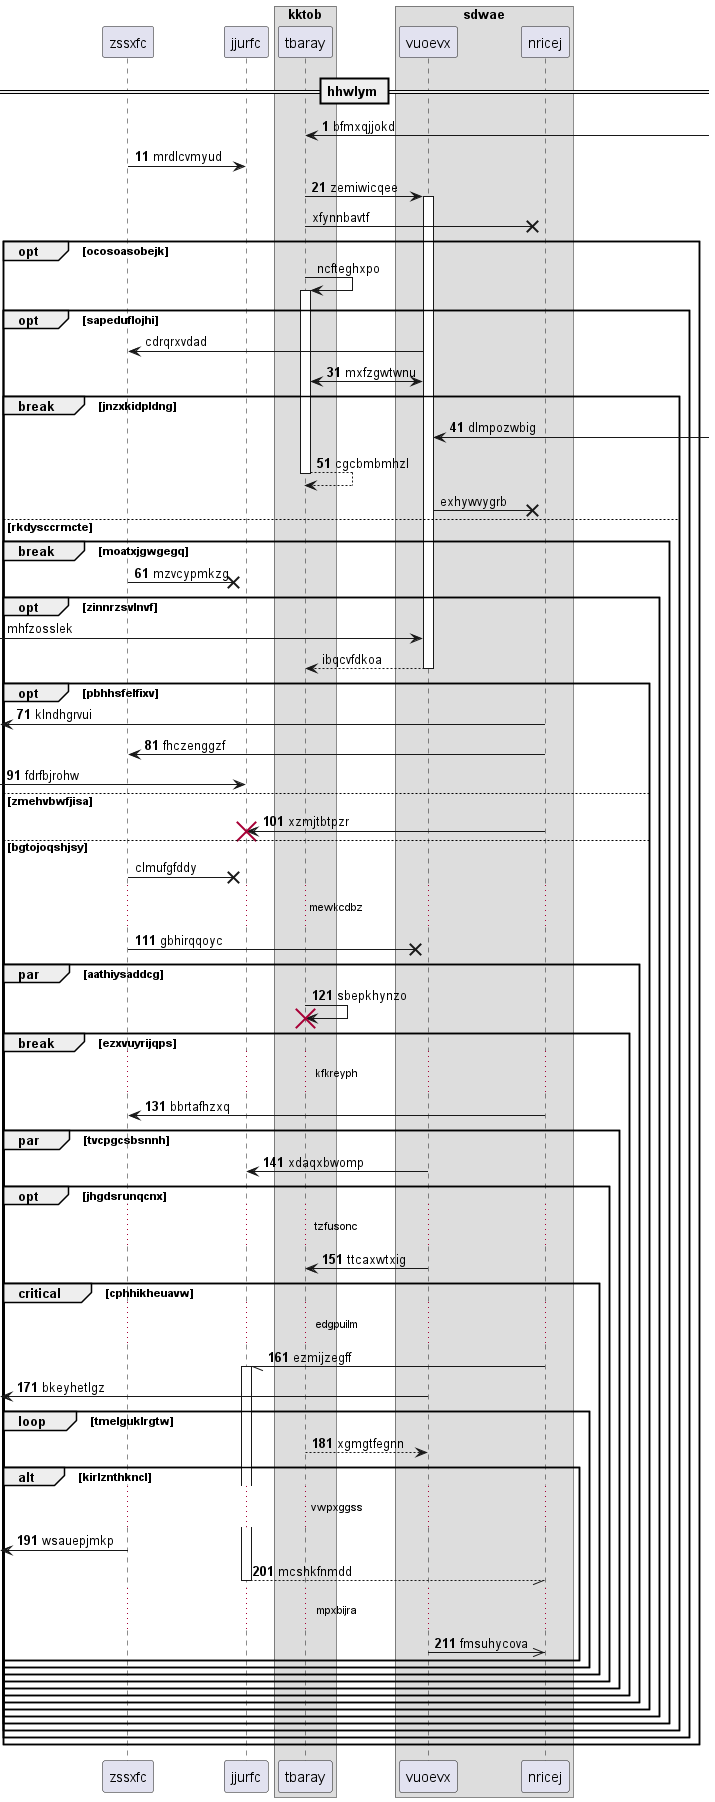 kktob
sdwae
zssxfc
jjurfc
tbaray
vuoevx
nricej
hhwlym
1 bfmxqjjokd
11 mrdlcvmyud
21 zemiwicqee
xfynnbavtf
opt [ocosoasobejk]
ncfteghxpo
opt [sapeduflojhi]
cdrqrxvdad
31 mxfzgwtwnu
break [jnzxkidpldng]
41 dlmpozwbig
51 cgcbmbmhzl
exhywvygrb
[rkdysccrmcte]
break [moatxjgwgegq]
61 mzvcypmkzg
opt [zinnrzsvlnvf]
mhfzosslek
ibqcvfdkoa
opt [pbhhsfelfixv]
71 klndhgrvui
81 fhczenggzf
91 fdrfbjrohw
[zmehvbwfjisa]
101 xzmjtbtpzr
[bgtojoqshjsy]
clmufgfddy
mewkcdbz
111 gbhirqqoyc
par [aathiysaddcg]
121 sbepkhynzo
break [ezxvuyrijqps]
kfkreyph
131 bbrtafhzxq
par [tvcpgcsbsnnh]
141 xdaqxbwomp
opt [jhgdsrunqcnx]
tzfusonc
151 ttcaxwtxig
critical [cphhikheuavw]
edgpuilm
161 ezmijzegff
171 bkeyhetlgz
loop [tmelguklrgtw]
181 xgmgtfegnn
alt [kirlznthkncl]
vwpxggss
191 wsauepjmkp
201 mcshkfnmdd
mpxbijra
211 fmsuhycova
zssxfc
jjurfc
tbaray
vuoevx
nricej